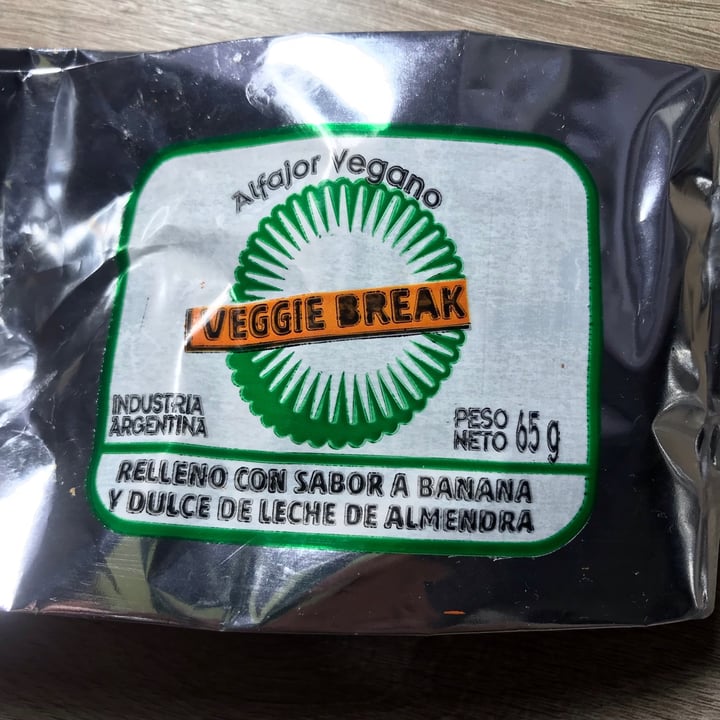 Alfajor Vegano
VEGGIE BREAK
INDUSTRIA
ARGENTINA
PESO
NETO 65 g
RELLENO CON SABOR A BANANA
Y DULCE DE LECHE DE ALMENDRA